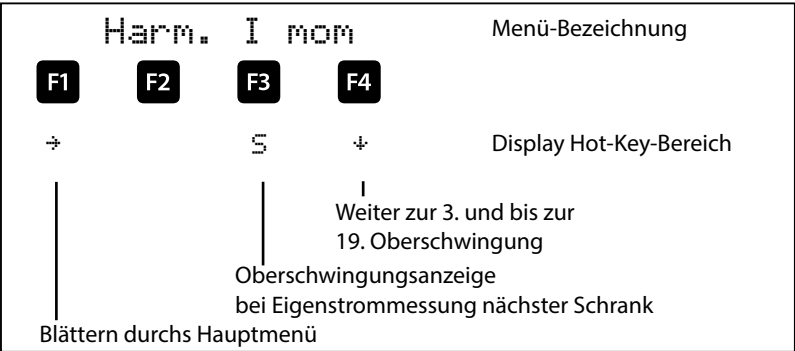 Harm. I mom Menü-Bezeichnung
F1 F2 F3 F4
→ S ↓ Display Hot-Key-Bereich
Weiter zur 3. und bis zur
19. Oberschwingung
Oberschwingungsanzeige
bei Eigenstrommessung nächster Schrank
Blättern durchs Hauptmenü